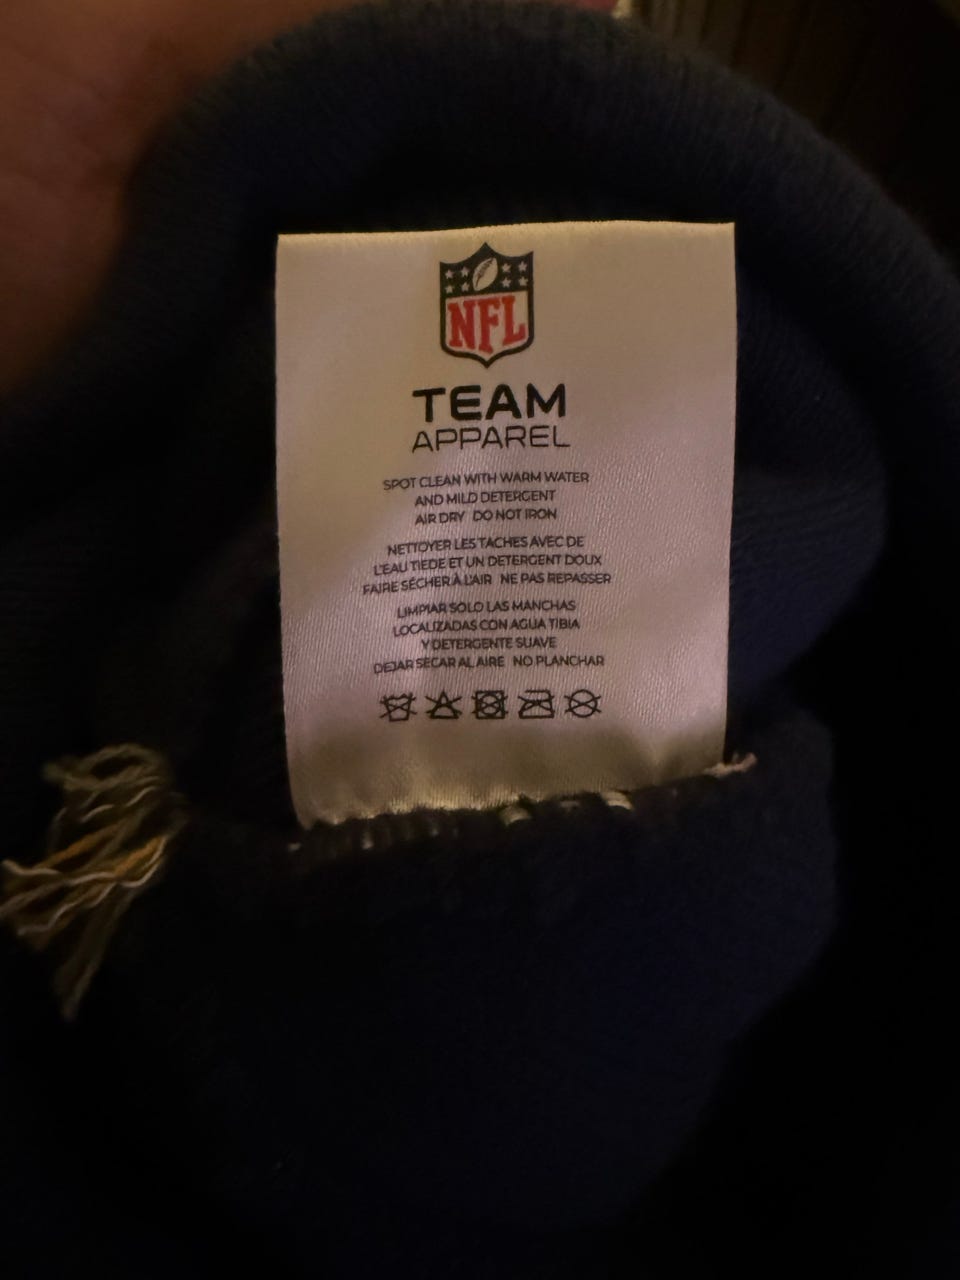 NFL
TEAM
APPAREL
SPOT CLEAN WITH WARM WATER
AND MILD DETERGENT
AIR DRY DO NOT IRON
NETTOYER LES TACHES AVEC DE
L'EAU TIEDE ET UN DETERGENT DOUX
FAIRE SÉCHER À L'AIR NE PAS REPASSER
LIMPIAR SOLO LAS MANCHAS
LOCALIZADAS CON AGUA TIBIA
Y DETERGENTE SUAVE
DEJAR SECAR AL AIRE NO PLANCHAR